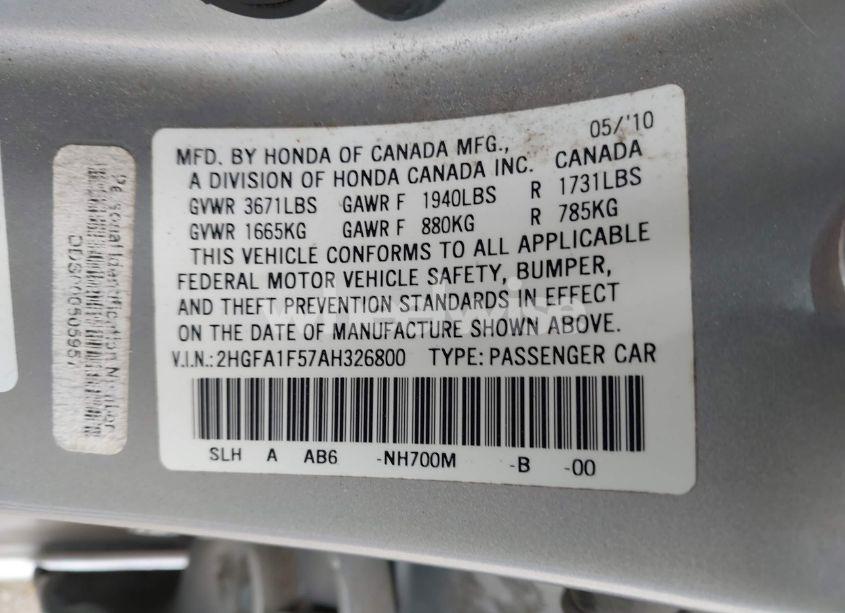 05/'10
MFD. BY HONDA OF CANADA MFG.,
A DIVISION OF HONDA CANADA INC. CANADA
GVWR 3671LBS GAWR F 1940LBS R 1731LBS
GVWR 1665KG GAWR F 880KG R 785KG
THIS VEHICLE CONFORMS TO ALL APPLICABLE
FEDERAL MOTOR VEHICLE SAFETY, BUMPER,
AND THEFT PREVENTION STANDARDS IN EFFECT
ON THE DATE OF MANUFACTURE SHOWN ABOVE.
V.I.N.: 2HGFA1F57AH326800 TYPE: PASSENGER CAR
SLH A AB6 -NH700M -B -00
Identification Number